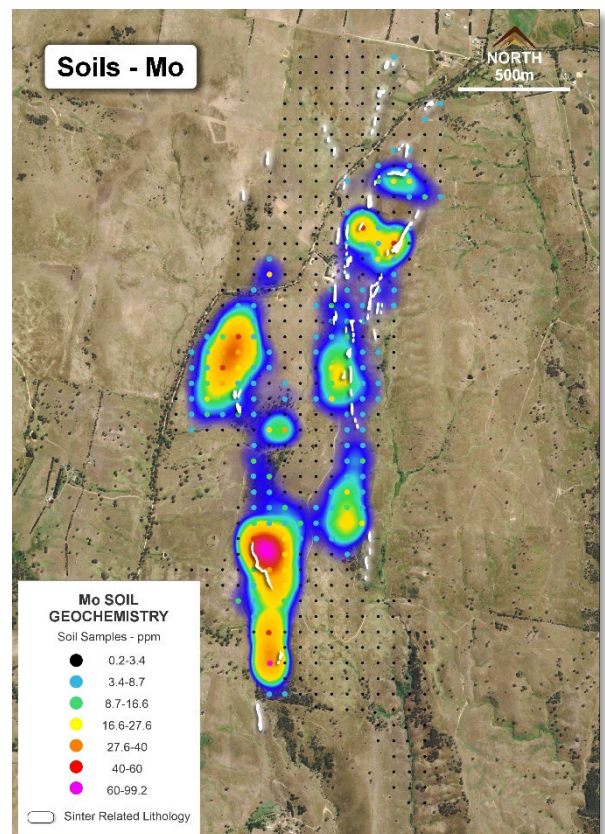 Soils - Mo
NORTH
500m
Mo SOIL
GEOCHEMISTRY
Soil Samples - ppm
0.2-3.4
3.4-8.7
8.7-16.6
16.6-27.6
27.6-40
40-60
60-99.2
Sinter Related Lithology